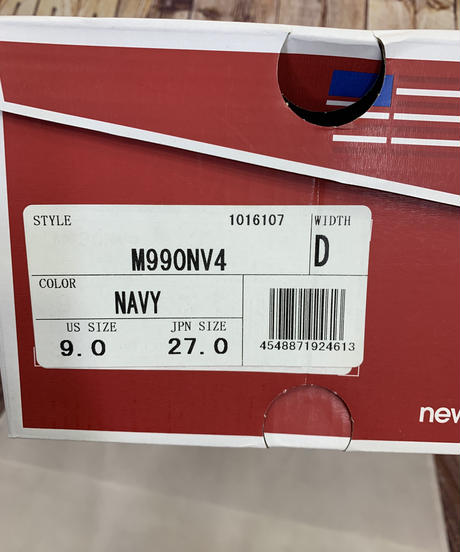 STYLE 1016107 WIDTH
M990NV4 D
COLOR
NAVY
US SIZE JPN SIZE
9.0 27.0
4548871924613
new